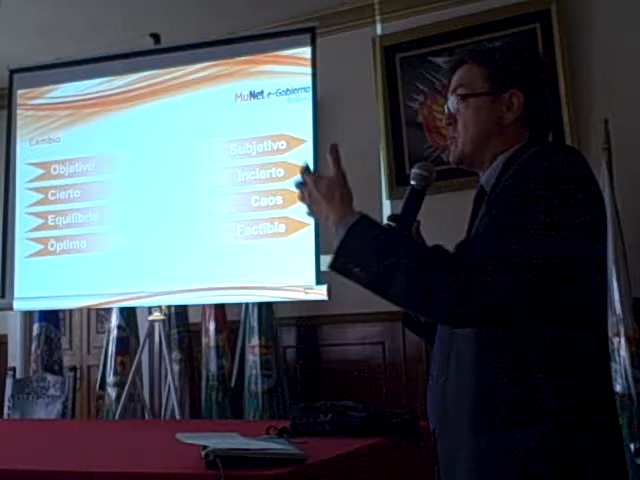 MuNet e-Gobierno
Cambio
Objetivo
Subjetivo
Cierto
Incierto
Equilibrio
Caos
Óptimo
Factible